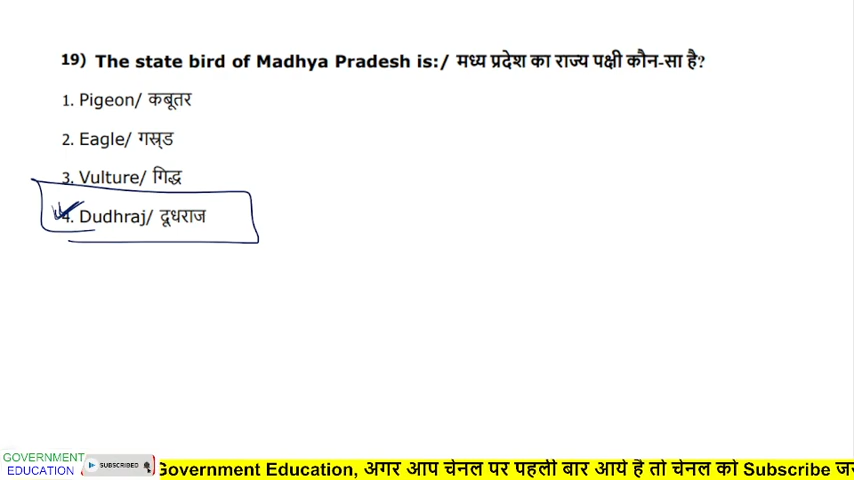 19) The state bird of Madhya Pradesh is:/ मध्य प्रदेश का राज्य पक्षी कौन-सा है?
1. Pigeon/ कबूतर
2. Eagle/ गरुड
3. Vulture/ गिद्ध
4. Dudhraj/ दूधराज
GOVERNMENT
EDUCATION
SUBSCRIBED
Government Education, अगर आप चेनल पर पहली बार आये है तो चेनल को Subscribe